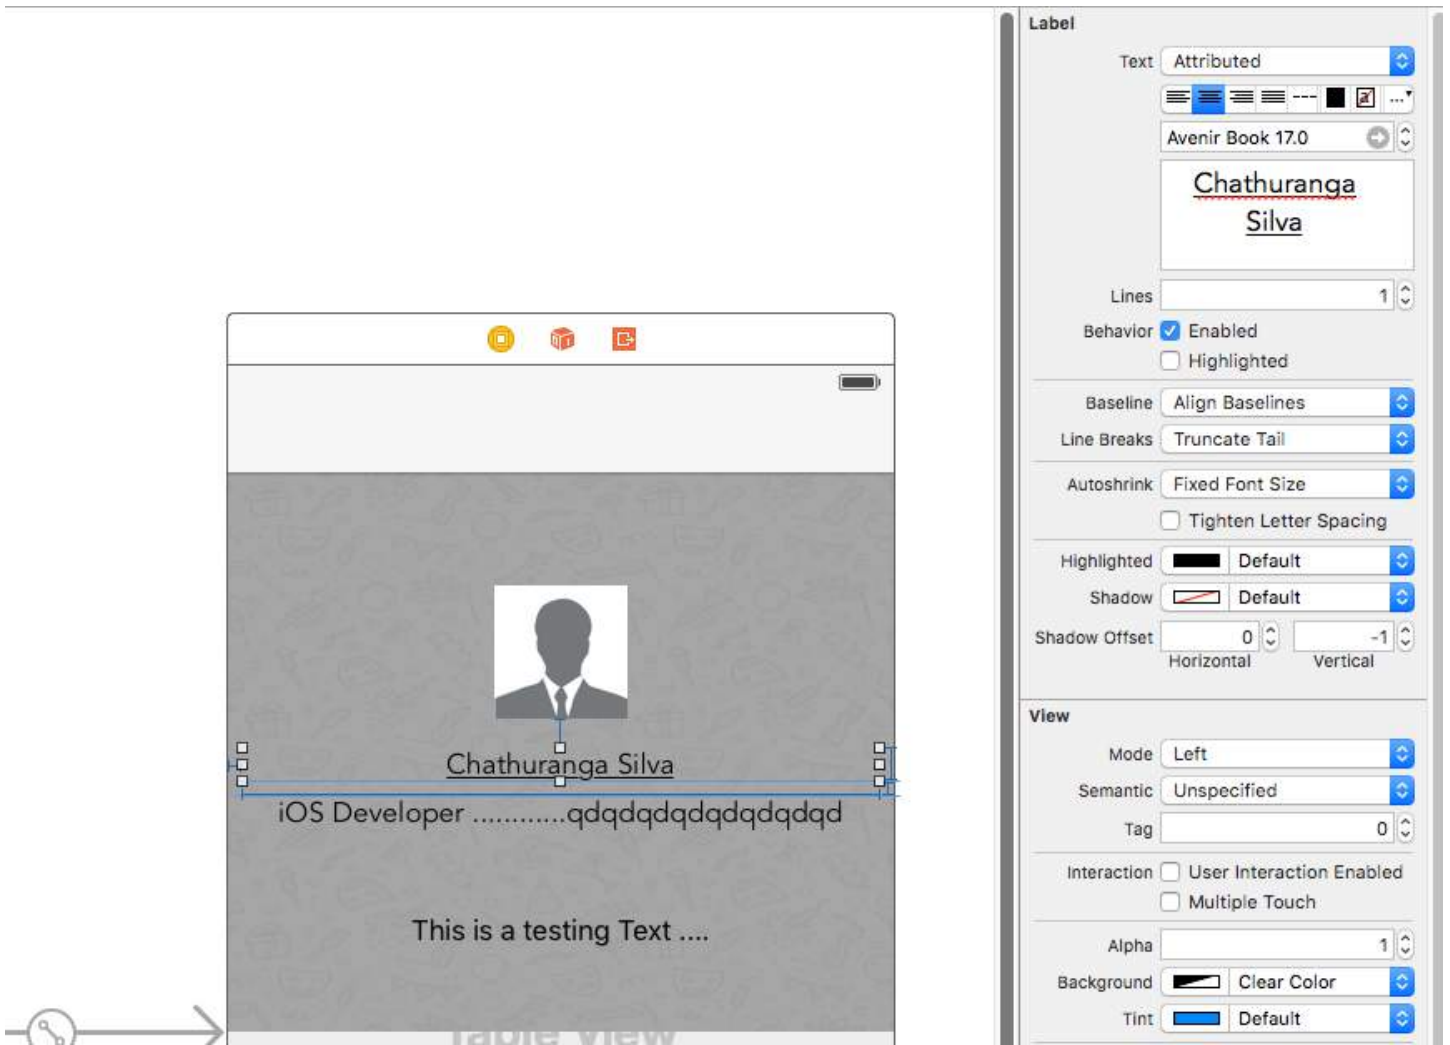 Label
Text Attributed
a ...
Avenir Book 17.0
Chathuranga
Silva
Lines 1
Behavior Enabled
Highlighted
Baseline Align Baselines
Line Breaks Truncate Tail
Autoshrink Fixed Font Size
Tighten Letter Spacing
Highlighted Default
Shadow Default
Shadow Offset 0 -1
Horizontal Vertical
View
Mode Left
Semantic Unspecified
Tag 0
Interaction User Interaction Enabled
Multiple Touch
Alpha 1
Background Clear Color
Tint Default
Chathuranga Silva
iOS Developer ............qdqdqdqdqdqdqdqd
This is a testing Text ....
Table View